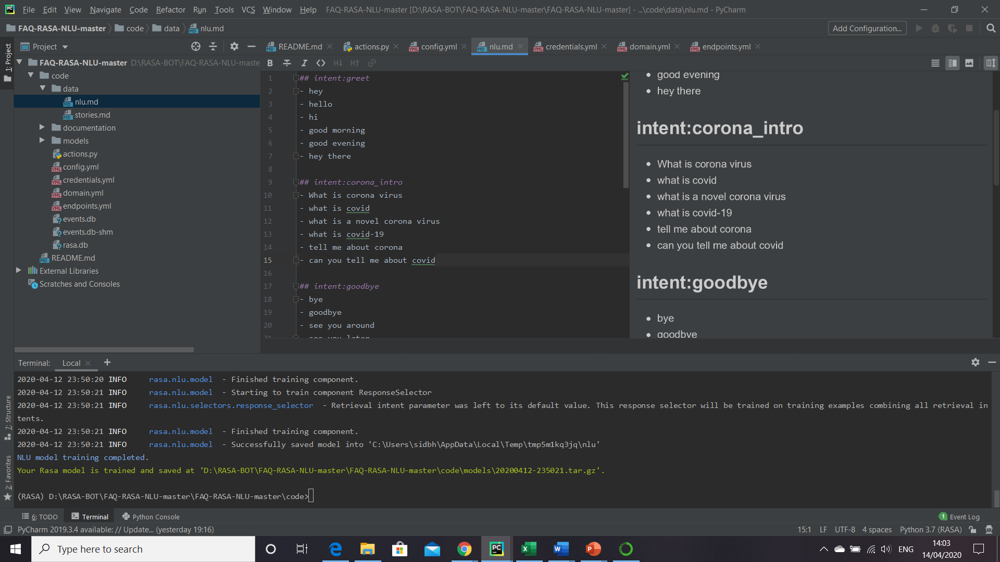 File Edit View Navigate Code Refactor Run Tools VCS Window Help FAQ-RASA-NLU-master [D:\RASA-BOT\FAQ-RASA-NLU-master\FAQ-RASA-NLU-master] - ...\code\data\nlu.md - PyCharm
FAQ-RASA-NLU-master code data nlu.md Add Configuration...
1: Project
Project README.md actions.py config.yml nlu.md credentials.yml domain.yml endpoints.yml
FAQ-RASA-NLU-master D:\RASA-BOT\FAQ-RASA-NLU-maste
code
data
nlu.md
stories.md
documentation
models
actions.py
config.yml
credentials.yml
domain.yml
endpoints.yml
events.db
events.db-shm
rasa.db
README.md
External Libraries
Scratches and Consoles
1 ## intent:greet
2 - hey
3 - hello
4 - hi
5 - good morning
6 - good evening
7 - hey there
8
9 ## intent:corona_intro
10 - What is corona virus
11 - what is covid
12 - what is a novel corona virus
13 - what is covid-19
14 - tell me about corona
15 - can you tell me about covid
16
17 ## intent:goodbye
18 - bye
19 - goodbye
20 - see you around
21 - see you later
• good evening
• hey there
intent:corona_intro
• What is corona virus
• what is covid
• what is a novel corona virus
• what is covid-19
• tell me about corona
• can you tell me about covid
intent:goodbye
• bye
• goodbye
Terminal: Local +
2020-04-12 23:50:20 INFO rasa.nlu.model - Finished training component.
2020-04-12 23:50:21 INFO rasa.nlu.model - Starting to train component ResponseSelector
2020-04-12 23:50:21 INFO rasa.nlu.selectors.response_selector - Retrieval intent parameter was left to its default value. This response selector will be trained on training examples combining all retrieval in
tents.
2020-04-12 23:50:21 INFO rasa.nlu.model - Finished training component.
2020-04-12 23:50:21 INFO rasa.nlu.model - Successfully saved model into 'C:\Users\sidbh\AppData\Local\Temp\tmp5m1kq3jq\nlu'
NLU model training completed.
Your Rasa model is trained and saved at 'D:\RASA-BOT\FAQ-RASA-NLU-master\FAQ-RASA-NLU-master\code\models\20200412-235021.tar.gz'.
(RASA) D:\RASA-BOT\FAQ-RASA-NLU-master\FAQ-RASA-NLU-master\code>
7: Structure
2: Favorites
6: TODO Terminal Python Console 1 Event Log
PyCharm 2019.3.4 available: // Update... (yesterday 19:16) 15:1 LF UTF-8 4 spaces Python 3.7 (RASA)
Type here to search ENG 14:03
14/04/2020